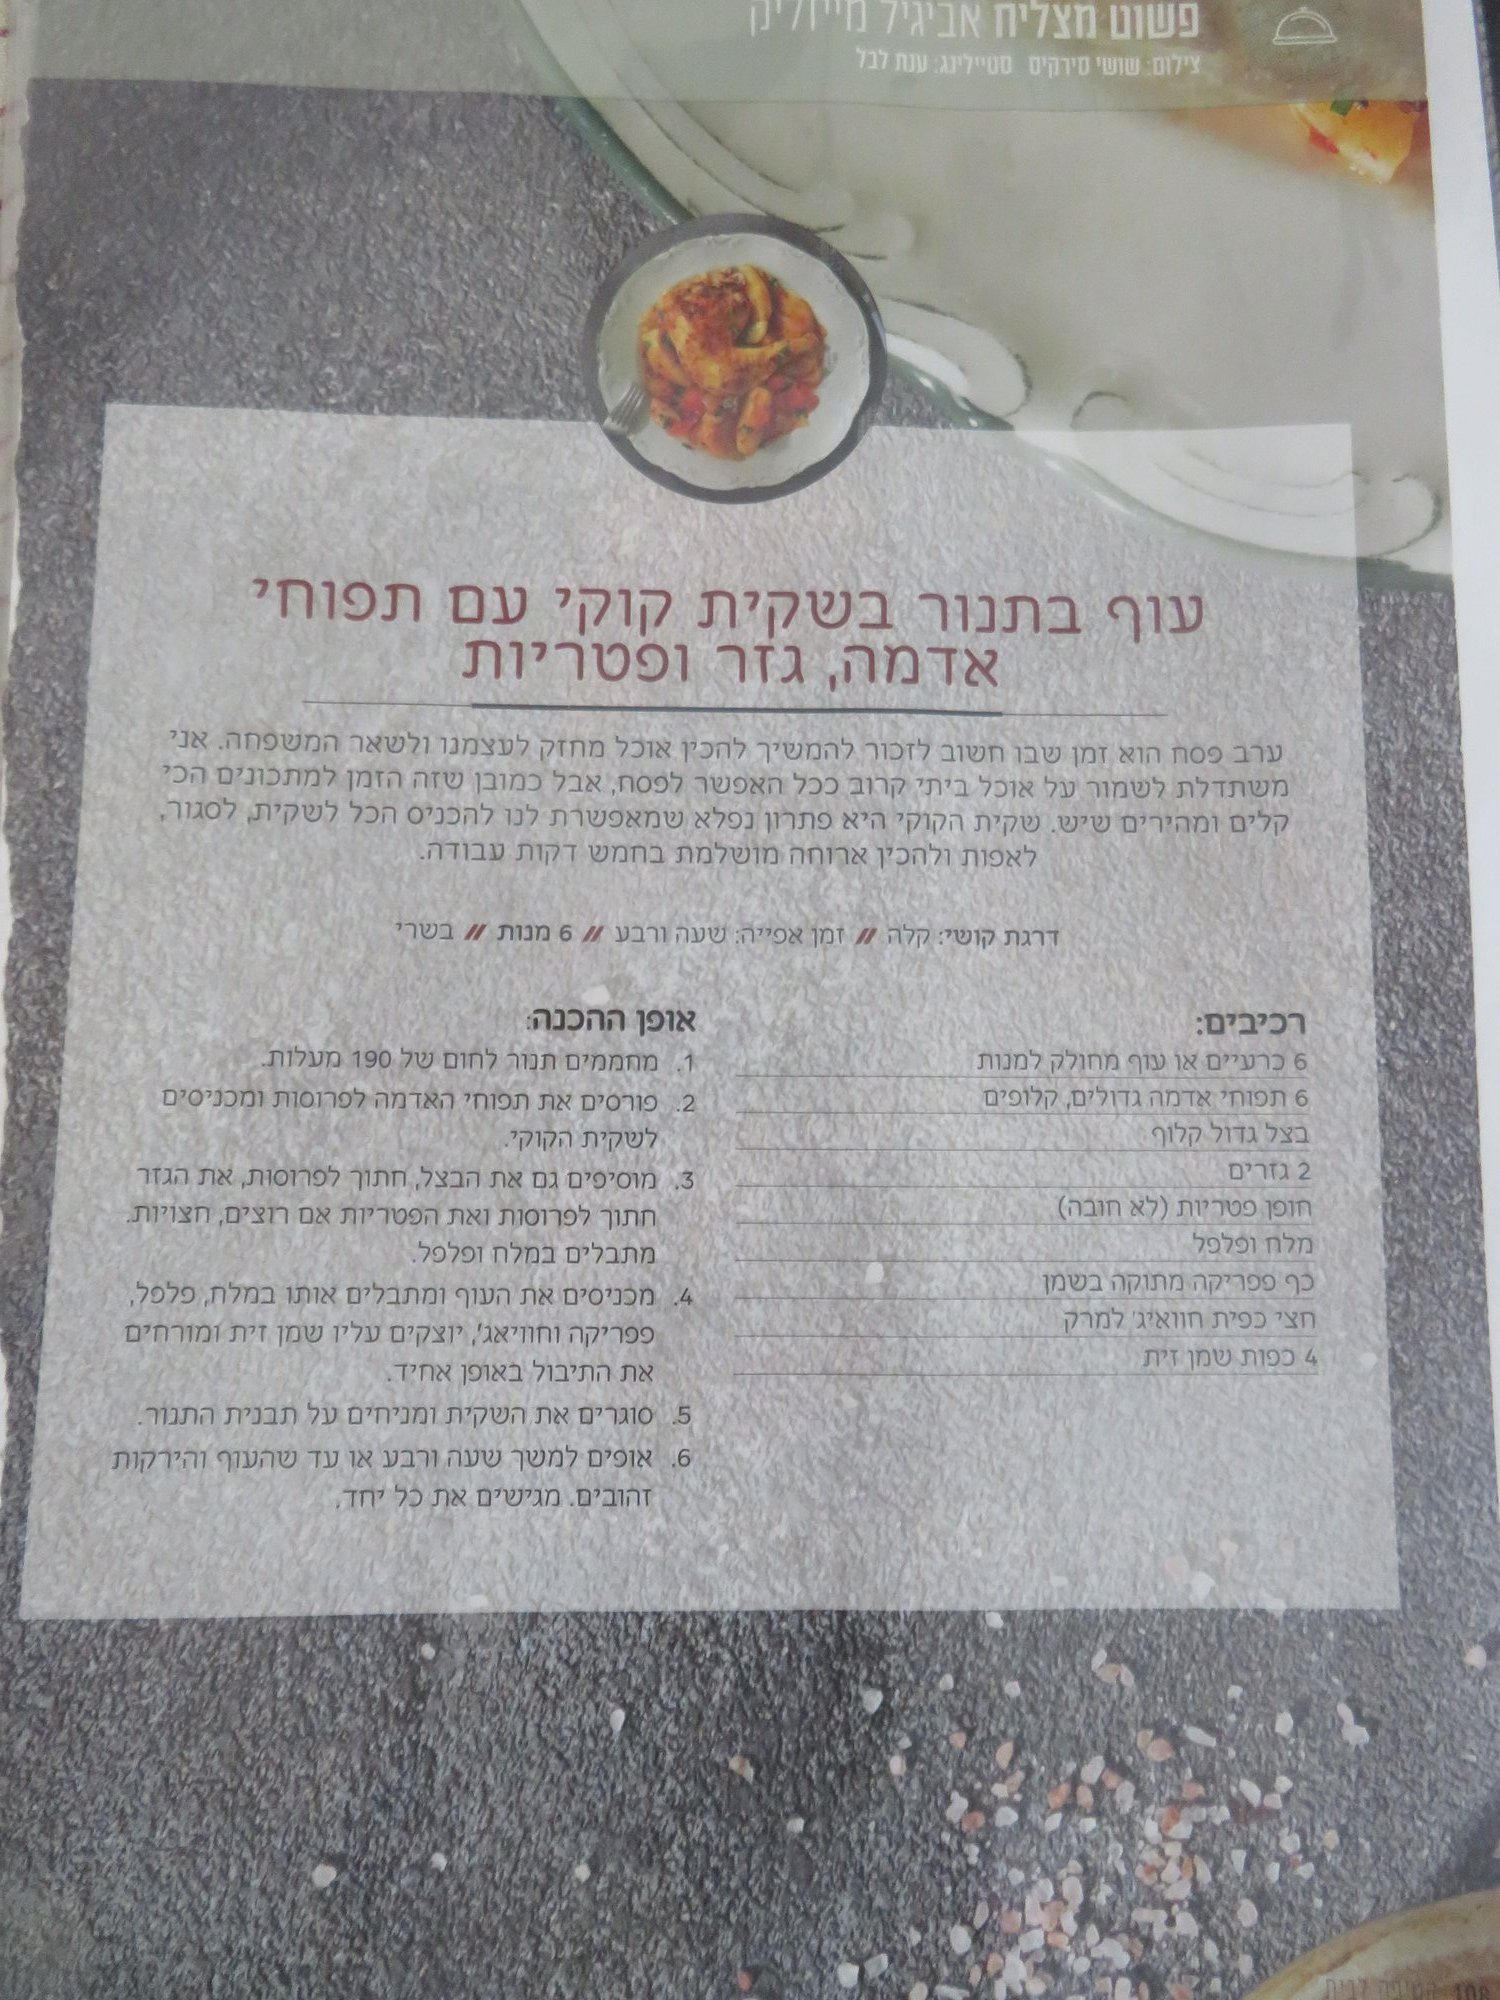 פשוט מצליח אביגיל מייזליק
צילום: שושי סירקיס סטיילינג: ענת לבל
עוף בתנור בשקית קוקי עם תפוחי
אדמה, גזר ופטריות
ערב פסח הוא זמן שבו חשוב לזכור להמשיך להכין אוכל מחזק לעצמנו ולשאר המשפחה. אני
משתדלת לשמור על אוכל ביתי קרוב ככל האפשר לפסח, אבל כמובן שזה הזמן למתכונים הכי
קלים ומהירים שיש. שקית הקוקי היא פתרון נפלא שמאפשרת לנו להכניס הכל לשקית, לסגור,
לאפות ולהכין ארוחה מושלמת בחמש דקות עבודה.
דרגת קושי: קלה // זמן אפייה: שעה ורבע // 6 מנות // בשרי
רכיבים:
6 כרעיים או עוף מחולק למנות
6 תפוחי אדמה גדולים, קלופים
בצל גדול קלוף
2 גזרים
חופן פטריות (לא חובה)
מלח ופלפל
כף פפריקה מתוקה בשמן
חצי כפית חוואיג' למרק
4 כפות שמן זית
אופן ההכנה:
1. מחממים תנור לחום של 190 מעלות.
2. פורסים את תפוחי האדמה לפרוסות ומכניסים
לשקית הקוקי.
3. מוסיפים גם את הבצל, חתוך לפרוסות, את הגזר
חתוך לפרוסות ואת הפטריות אם רוצים, חצויות.
מתבלים במלח ופלפל.
4. מכניסים את העוף ומתבלים אותו במלח, פלפל,
פפריקה וחוויאג', יוצקים עליו שמן זית ומורחים
את התיבול באופן אחיד.
5. סוגרים את השקית ומניחים על תבנית התנור.
6. אופים למשך שעה ורבע או עד שהעוף והירקות
זהובים. מגישים את כל יחד.